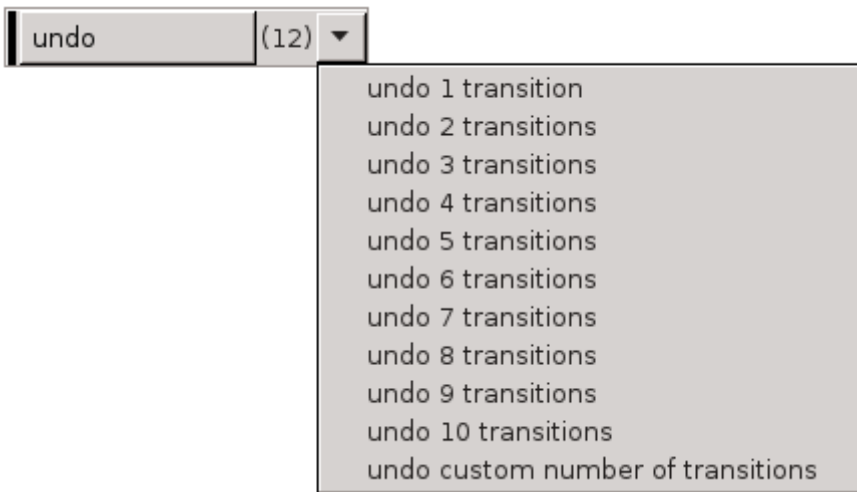 undo (12)
undo 1 transition
undo 2 transitions
undo 3 transitions
undo 4 transitions
undo 5 transitions
undo 6 transitions
undo 7 transitions
undo 8 transitions
undo 9 transitions
undo 10 transitions
undo custom number of transitions